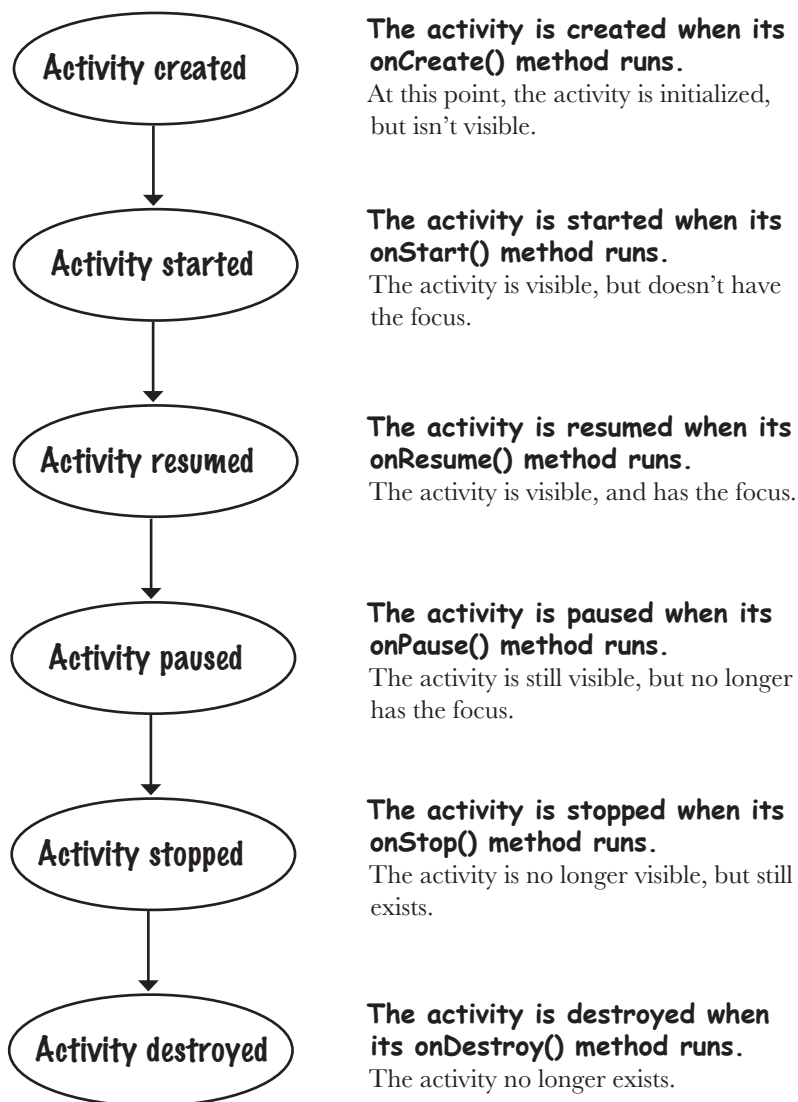 Activity created
The activity is created when its
onCreate() method runs.
At this point, the activity is initialized,
but isn't visible.
Activity started
The activity is started when its
onStart() method runs.
The activity is visible, but doesn't have
the focus.
Activity resumed
The activity is resumed when its
onResume() method runs.
The activity is visible, and has the focus.
Activity paused
The activity is paused when its
onPause() method runs.
The activity is still visible, but no longer
has the focus.
Activity stopped
The activity is stopped when its
onStop() method runs.
The activity is no longer visible, but still
exists.
Activity destroyed
The activity is destroyed when
its onDestroy() method runs.
The activity no longer exists.